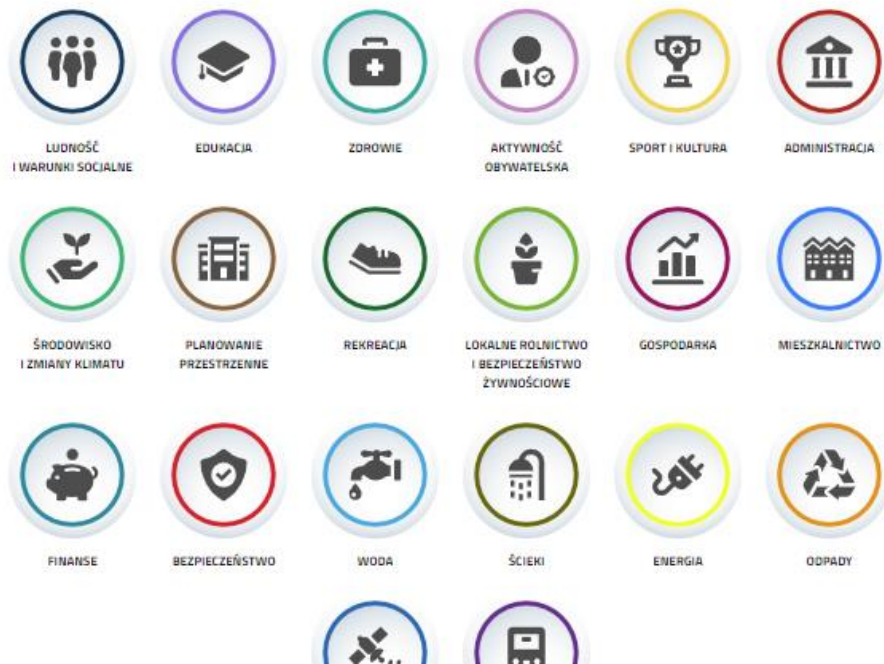 LUDNOŚĆ
I WARUNKI SOCJALNE
EDUKACJA
ZDROWIE
AKTYWNOŚĆ
OBYWATELSKA
SPORT I KULTURA
ADMINISTRACJA
ŚRODOWISKO
I ZMIANY KLIMATU
PLANOWANIE
PRZESTRZENNE
REKREACJA
LOKALNE ROLNICTWO
I BEZPIECZEŃSTWO
ŻYWNOŚCIOWE
GOSPODARKA
MIESZKALNICTWO
FINANSE
BEZPIECZEŃSTWO
WODA
ŚCIEKI
ENERGIA
ODPADY